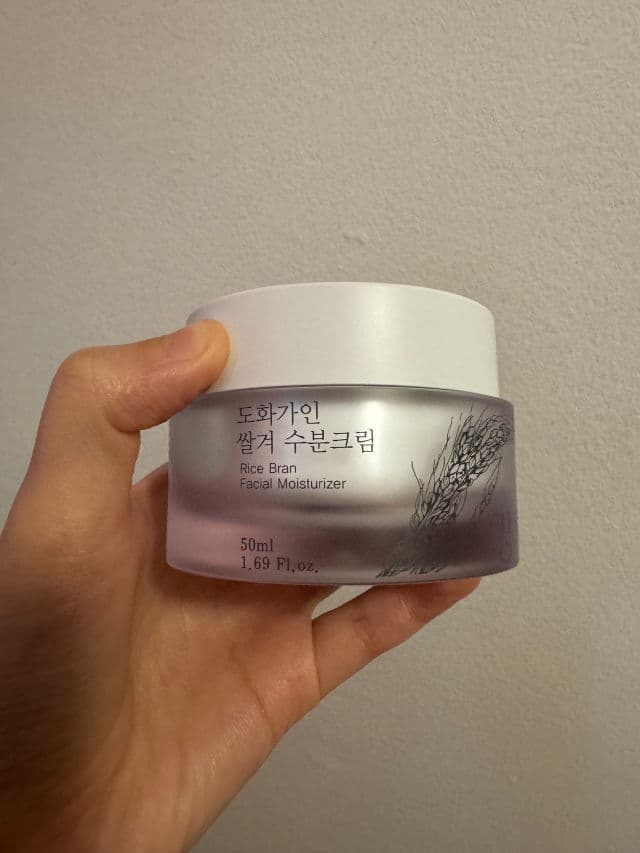 도화가인
쌀겨 수분크림
Rice Bran
Facial Moisturizer
50ml
1.69 Fl.oz.